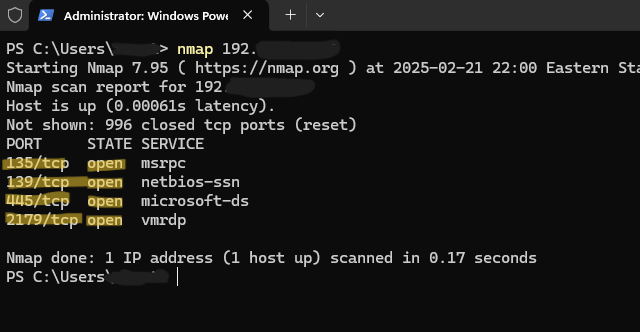 Administrator: Windows Powe
PS C:\Users\ > nmap 192.
Starting Nmap 7.95 ( https://nmap.org ) at 2025-02-21 22:00 Eastern Sta
Nmap scan report for 192.
Host is up (0.00061s latency).
Not shown: 996 closed tcp ports (reset)
PORT     STATE SERVICE
135/tcp  open  msrpc
139/tcp  open  netbios-ssn
445/tcp  open  microsoft-ds
2179/tcp open  vmrdp
Nmap done: 1 IP address (1 host up) scanned in 0.17 seconds
PS C:\Users\ >